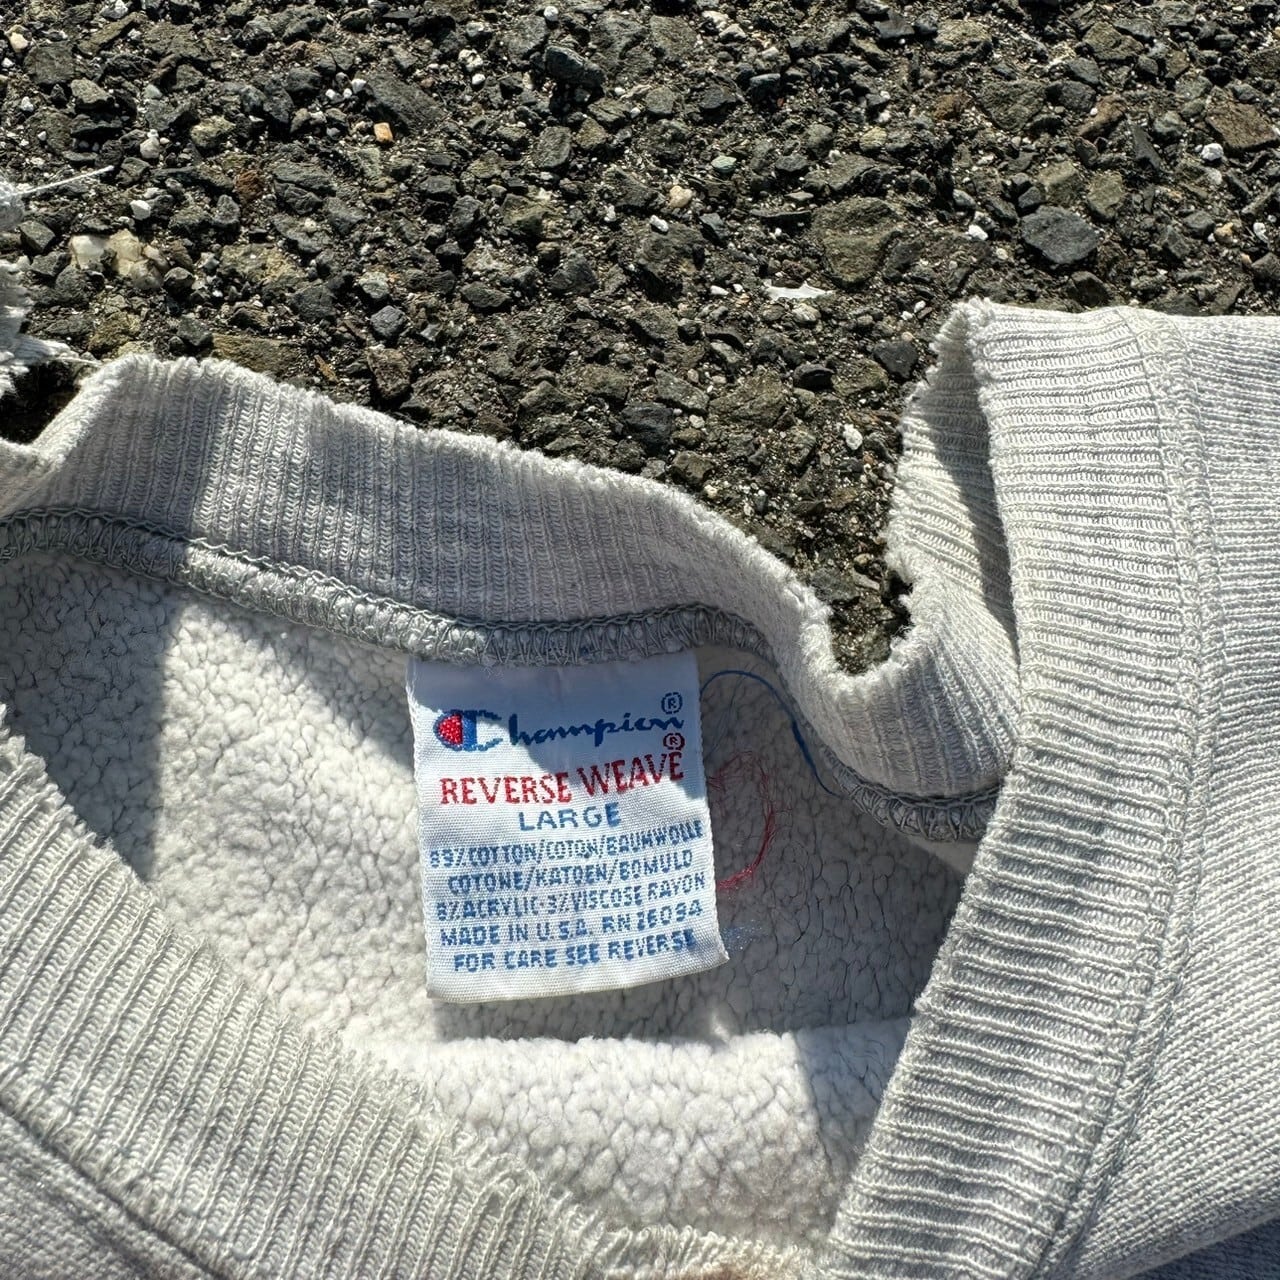 Champion®
REVERSE WEAVE®
LARGE
89% COTTON/COTON/BAUMWOLLE
COTONE/KATOEN/BOMULD
8% ACRYLIC 3% VISCOSE RAYON
MADE IN U.S.A. RN 26094
FOR CARE SEE REVERSE